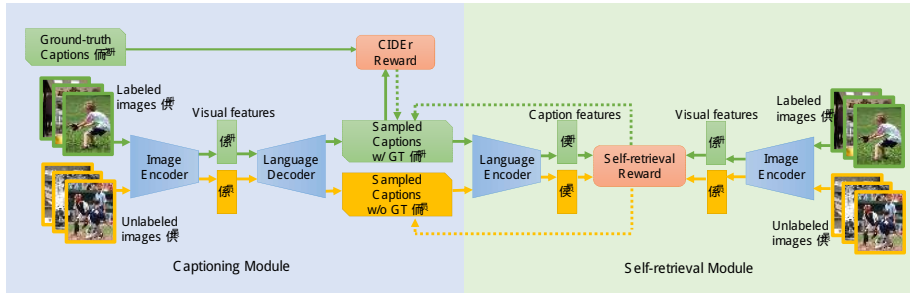 Ground-truth
Captions
CIDEr
Reward
Labeled
images
Visual features
Image
Encoder
Language
Decoder
Sampled
Captions
w/ GT
Sampled
Captions
w/o GT
Unlabeled
images
Captioning Module
Caption features
Language
Encoder
Self-retrieval
Reward
Visual features
Labeled
images
Image
Encoder
Unlabeled
images
Self-retrieval Module